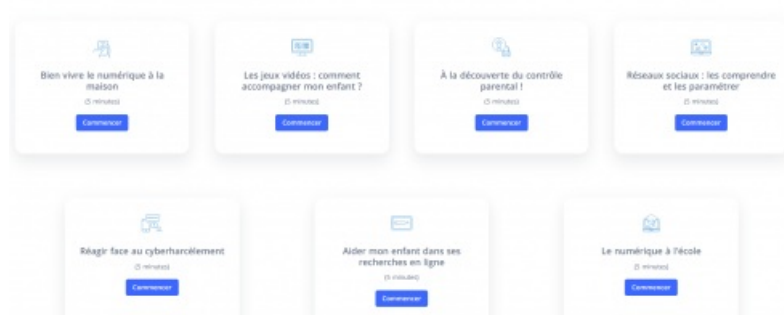 Bien vivre le numérique à la
maison
(5 minutes)
Commencer
Les jeux vidéos : comment
accompagner mon enfant ?
(5 minutes)
Commencer
À la découverte du contrôle
parental !
(5 minutes)
Commencer
Réseaux sociaux : les comprendre
et les paramétrer
(5 minutes)
Commencer
Réagir face au cyberharcèlement
(5 minutes)
Commencer
Aider mon enfant dans ses
recherches en ligne
(5 minutes)
Commencer
Le numérique à l'école
(5 minutes)
Commencer